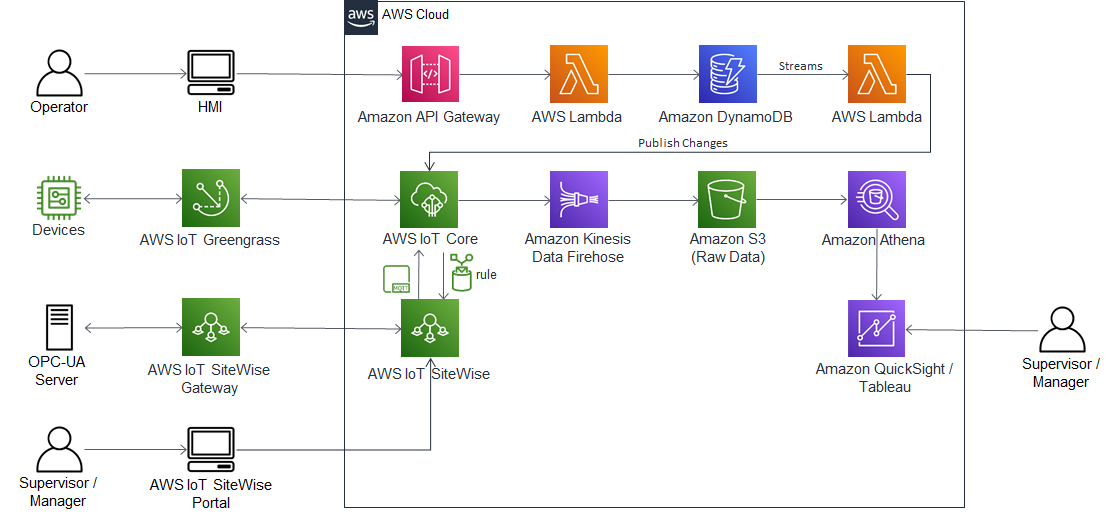 aws
AWS Cloud
Operator
HMI
Amazon API Gateway
AWS Lambda
Amazon DynamoDB
Streams
AWS Lambda
Publish Changes
Devices
AWS IoT Greengrass
AWS IoT Core
Amazon Kinesis
Data Firehose
Amazon S3
(Raw Data)
Amazon Athena
MQTT
rule
OPC-UA
Server
AWS IoT SiteWise
Gateway
AWS IoT SiteWise
Amazon QuickSight /
Tableau
Supervisor /
Manager
Supervisor /
Manager
AWS IoT SiteWise
Portal